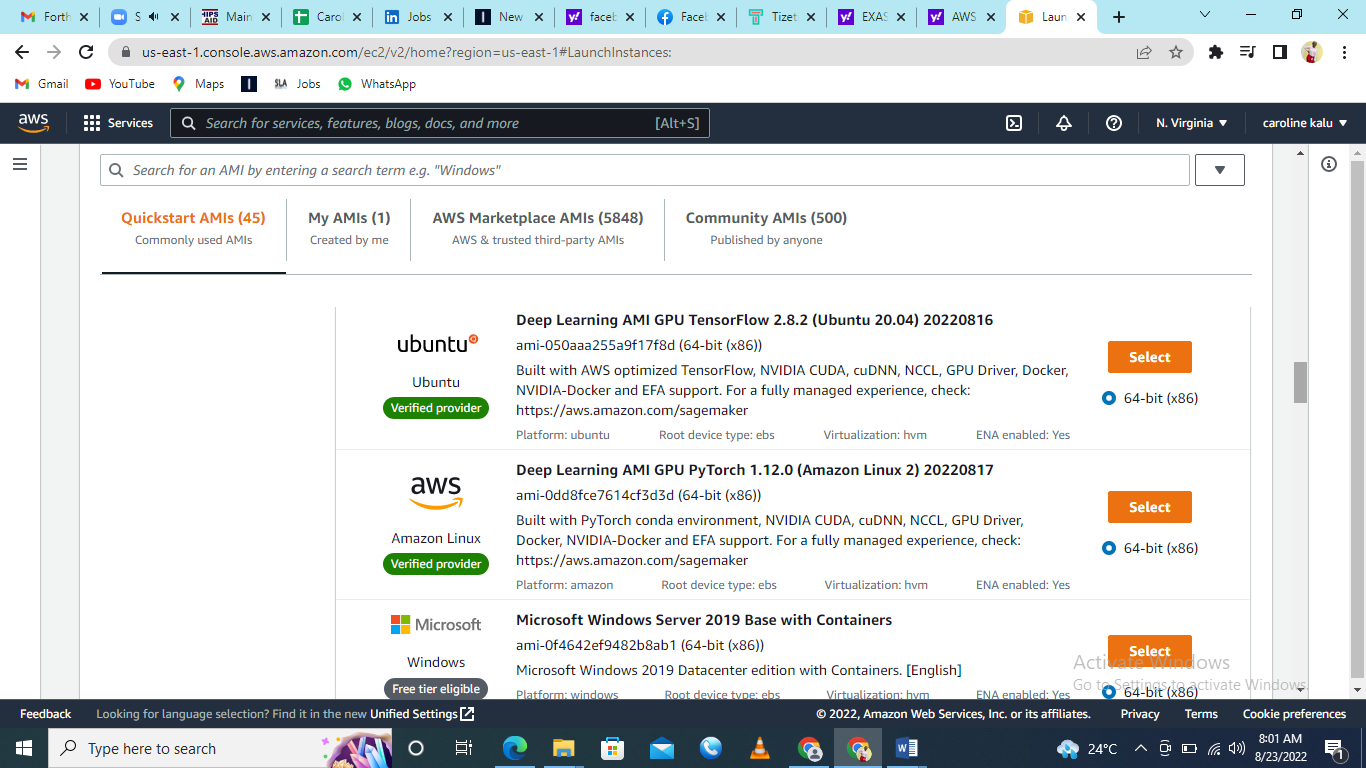 Forth
S
Main
Carol
Jobs
New
faceb
Faceb
Tizet
EXAS
AWS
Laun
us-east-1.console.aws.amazon.com/ec2/v2/home?region=us-east-1#LaunchInstances:
Gmail
YouTube
Maps
Jobs
WhatsApp
aws
Services
Search for services, features, blogs, docs, and more
[Alt+S]
N. Virginia
caroline kalu
Search for an AMI by entering a search term e.g. "Windows"
Quickstart AMIs (45)
Commonly used AMIs
My AMIs (1)
Created by me
AWS Marketplace AMIs (5848)
AWS & trusted third-party AMIs
Community AMIs (500)
Published by anyone
ubuntu
Ubuntu
Verified provider
Deep Learning AMI GPU TensorFlow 2.8.2 (Ubuntu 20.04) 20220816
ami-050aaa255a9f17f8d (64-bit (x86))
Built with AWS optimized TensorFlow, NVIDIA CUDA, cuDNN, NCCL, GPU Driver, Docker,
NVIDIA-Docker and EFA support. For a fully managed experience, check:
https://aws.amazon.com/sagemaker
Platform: ubuntu Root device type: ebs Virtualization: hvm ENA enabled: Yes
Select
64-bit (x86)
aws
Amazon Linux
Verified provider
Deep Learning AMI GPU PyTorch 1.12.0 (Amazon Linux 2) 20220817
ami-0dd8fce7614cf3d3d (64-bit (x86))
Built with PyTorch conda environment, NVIDIA CUDA, cuDNN, NCCL, GPU Driver,
Docker, NVIDIA-Docker and EFA support. For a fully managed experience, check:
https://aws.amazon.com/sagemaker
Platform: amazon Root device type: ebs Virtualization: hvm ENA enabled: Yes
Select
64-bit (x86)
Microsoft
Windows
Free tier eligible
Microsoft Windows Server 2019 Base with Containers
ami-0f4642ef9482b8ab1 (64-bit (x86))
Microsoft Windows 2019 Datacenter edition with Containers. [English]
Platform: windows Root device type: ebs Virtualization: hvm ENA enabled: Yes
Select
64-bit (x86)
Activate Windows
Go to Settings to activate Windows.
Feedback
Looking for language selection? Find it in the new Unified Settings
© 2022, Amazon Web Services, Inc. or its affiliates.
Privacy
Terms
Cookie preferences
Type here to search
24°C
8:01 AM
8/23/2022
1